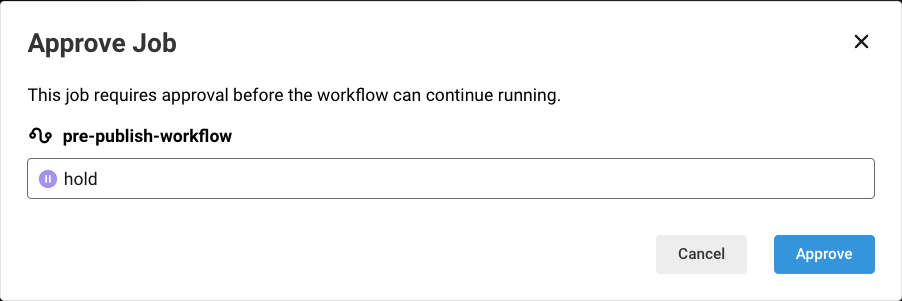 Approve Job
This job requires approval before the workflow can continue running.
pre-publish-workflow
hold
Cancel Approve